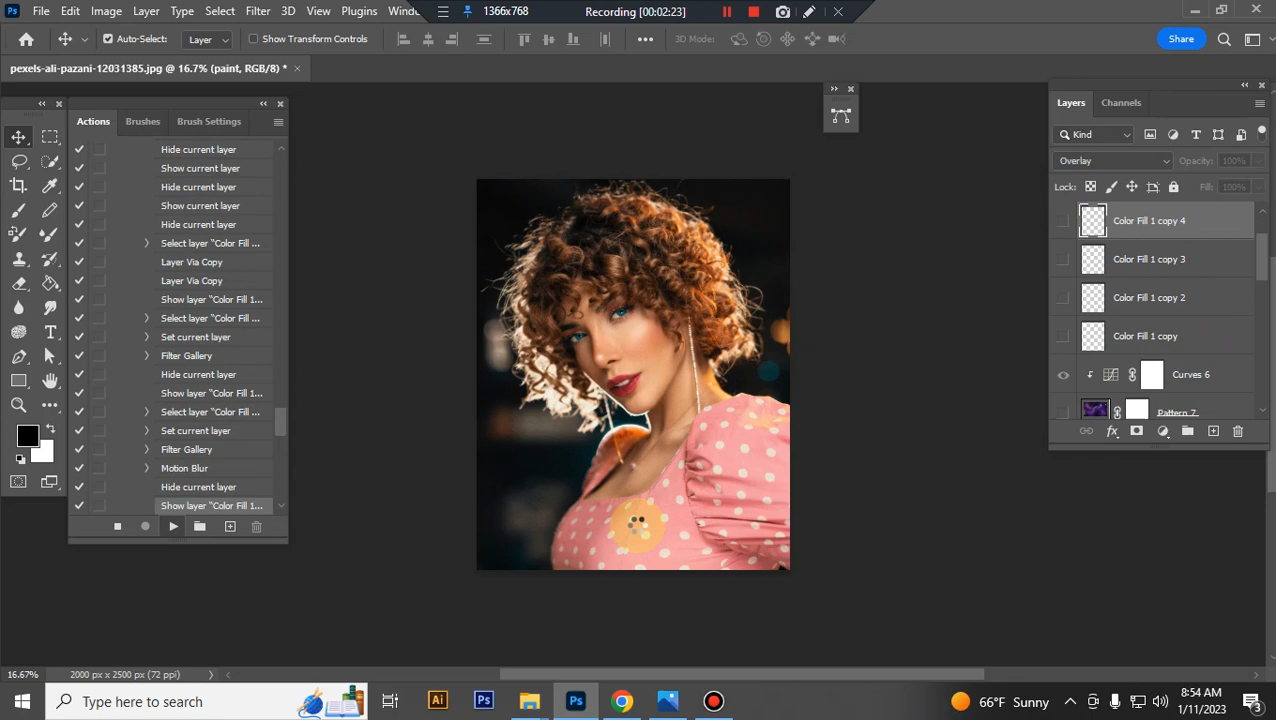 1366x768 Recording [00:02:23]
Ps File Edit Image Layer Type Select Filter 3D View Plugins Windo
Auto-Select: Layer Show Transform Controls 3D Mode: Share
pexels-ali-pazani-12031385.jpg @ 16.7% (paint, RGB/8) *
Actions Brushes Brush Settings
Hide current layer
Show current layer
Hide current layer
Show current layer
Hide current layer
Select layer "Color Fill ...
Layer Via Copy
Layer Via Copy
Show layer "Color Fill 1...
Select layer "Color Fill ...
Set current layer
Filter Gallery
Hide current layer
Show layer "Color Fill 1...
Select layer "Color Fill ...
Set current layer
Filter Gallery
Motion Blur
Hide current layer
Show layer "Color Fill 1...
Layers Channels
Kind
Overlay Opacity: 100%
Lock: Fill: 100%
Color Fill 1 copy 4
Color Fill 1 copy 3
Color Fill 1 copy 2
Color Fill 1 copy
Curves 6
Pattern 7
fx
16.67% 2000 px x 2500 px (72 ppi)
Type here to search Ai Ps Ps 66°F Sunny 8:54 AM
1/11/2023 3